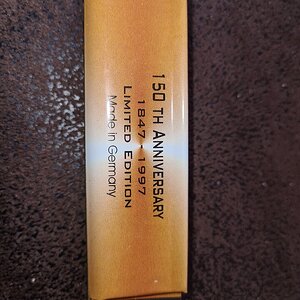 150 TH ANNIVERSARY
1847 - 1997
LIMITED EDITION
Made in Germany